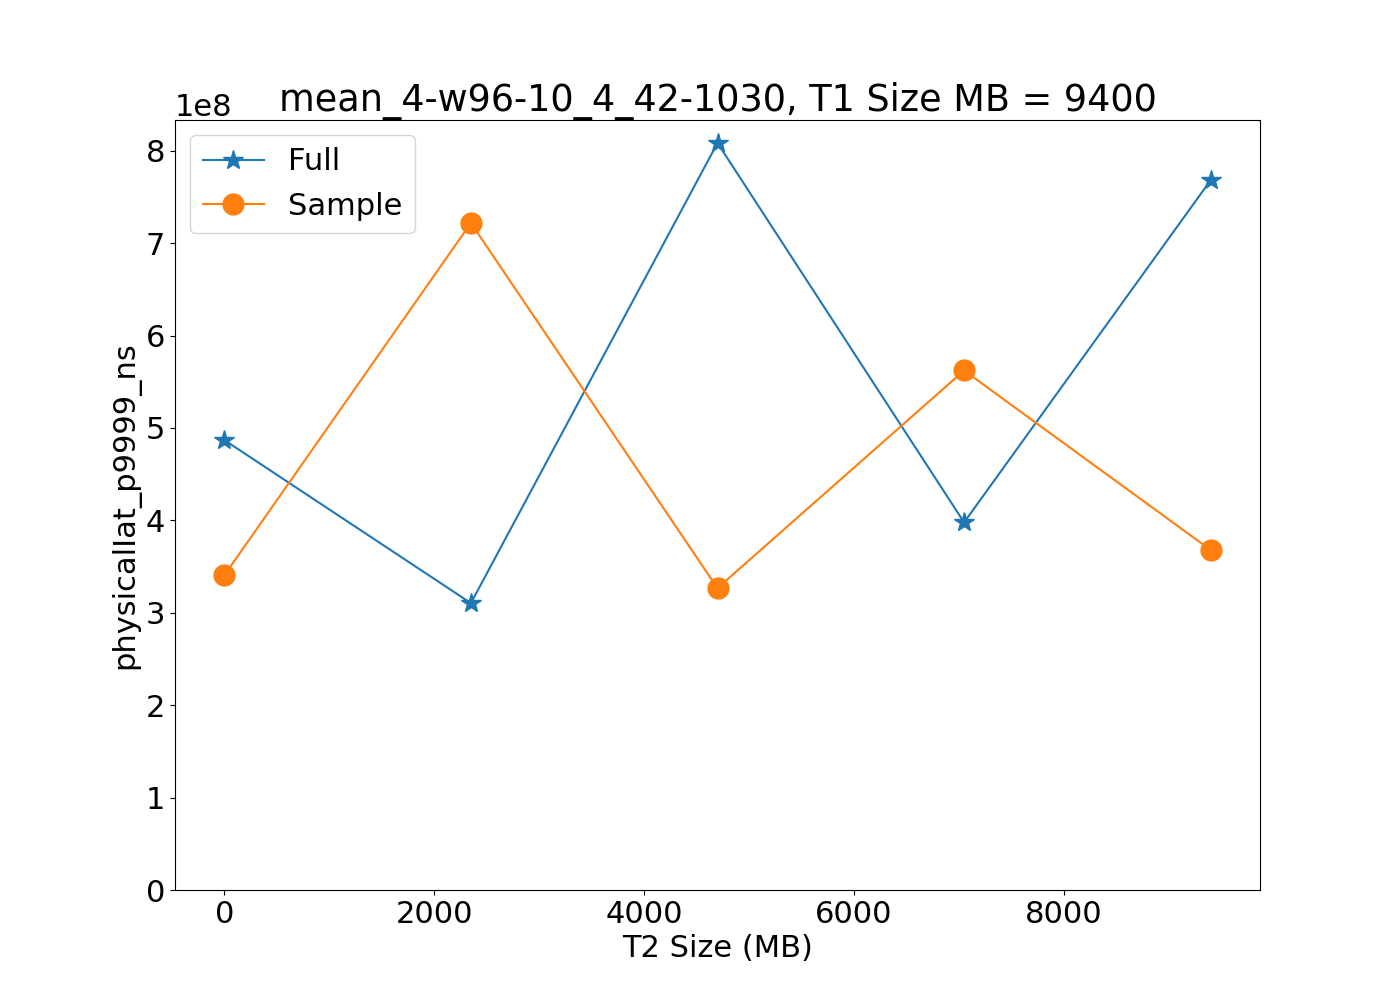 mean_4-w96-10_4_42-1030, T1 Size MB = 9400
1e8
Full
Sample
8
7
6
5
4
3
2
1
0
physicallat_p9999_ns
0 2000 4000 6000 8000
T2 Size (MB)